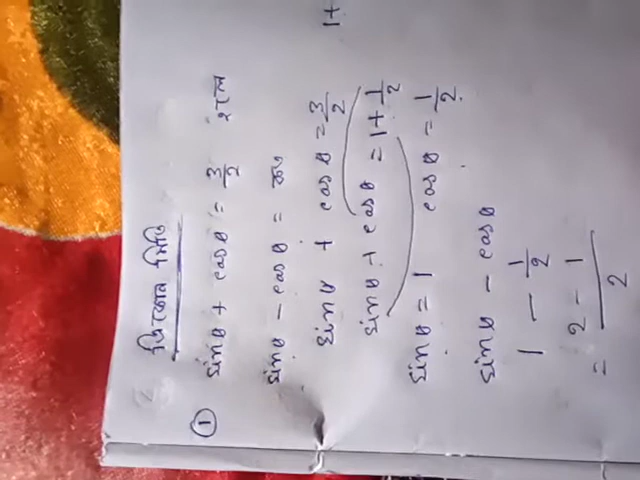 ত্রিকোন মিতি
① sinθ + cosθ = 3/2 হলে
sinθ - cosθ = কত
sinθ + cosθ = 3/2
sinθ + cosθ = 1 + 1/2
sinθ = 1 cosθ = 1/2
sinθ - cosθ
1 - 1/2
= 2 - 1 / 2
1+